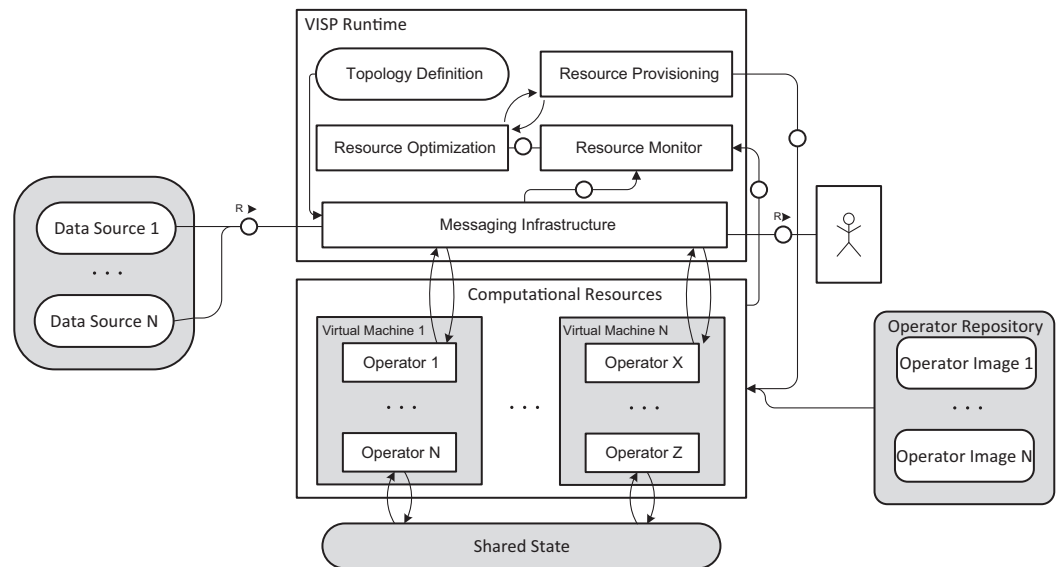 VISP Runtime
Topology Definition
Resource Provisioning
Resource Optimization
Resource Monitor
Messaging Infrastructure
R
R
Data Source 1
. . .
Data Source N
Computational Resources
Virtual Machine 1
Operator 1
. . .
Operator N
. . .
Virtual Machine N
Operator X
. . .
Operator Z
Operator Repository
Operator Image 1
. . .
Operator Image N
Shared State